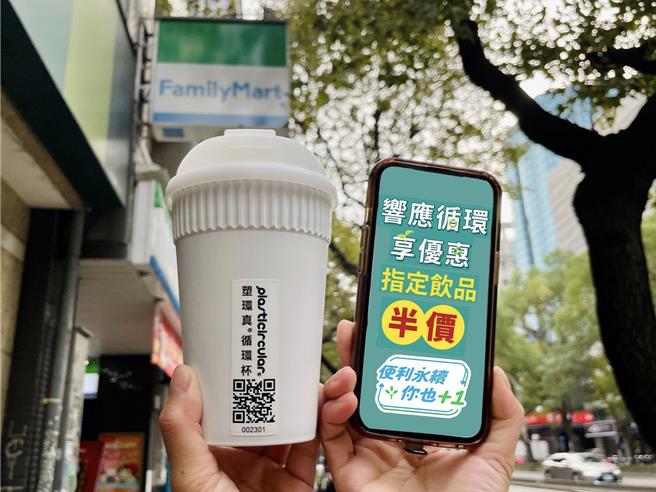 FamilyMart
響應循環
享優惠
指定飲品
半價
便利永續
你也+1
plasticircular®
塑環真®循環杯
002301